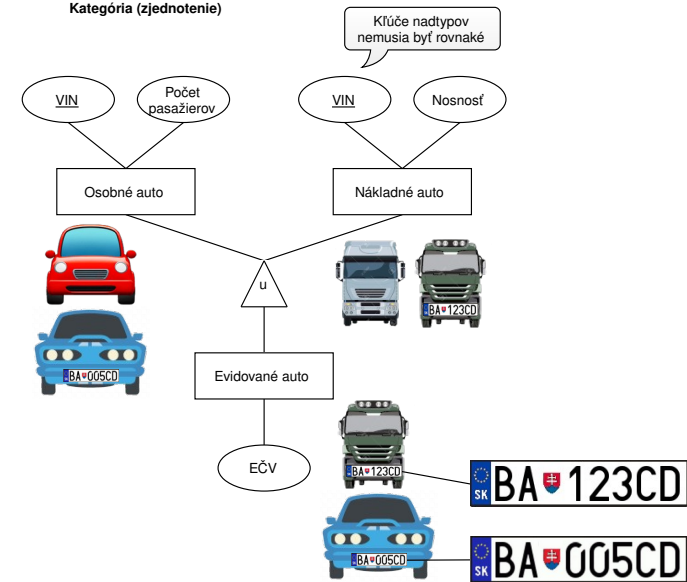 Kategória (zjednotenie)
Kľúče nadtypov
nemusia byť rovnaké
VIN
Počet
pasažierov
VIN
Nosnosť
Osobné auto
Nákladné auto
u
BA 123CD
BA 005CD
Evidované auto
EČV
BA 123CD
SK BA 123CD
BA 005CD
SK BA 005CD